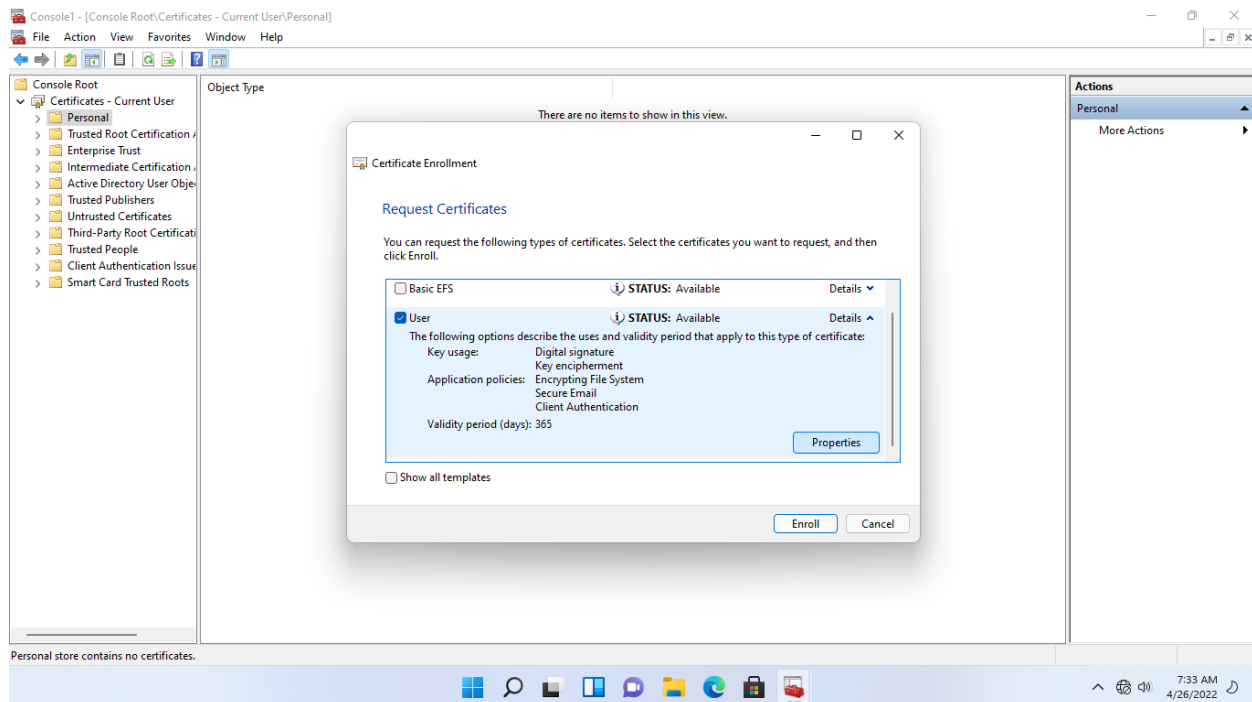 Console1 - [Console Root\Certificates - Current User\Personal]
File Action View Favorites Window Help
Console Root
Certificates - Current User
Personal
Trusted Root Certification
Enterprise Trust
Intermediate Certification
Active Directory User Obje
Trusted Publishers
Untrusted Certificates
Third-Party Root Certificati
Trusted People
Client Authentication Issue
Smart Card Trusted Roots
Object Type
There are no items to show in this view.
Actions
Personal
More Actions
Certificate Enrollment
Request Certificates
You can request the following types of certificates. Select the certificates you want to request, and then
click Enroll.
Basic EFS STATUS: Available Details
User STATUS: Available Details
The following options describe the uses and validity period that apply to this type of certificate:
Key usage: Digital signature
Key encipherment
Application policies: Encrypting File System
Secure Email
Client Authentication
Validity period (days): 365
Properties
Show all templates
Enroll Cancel
Personal store contains no certificates.
7:33 AM
4/26/2022